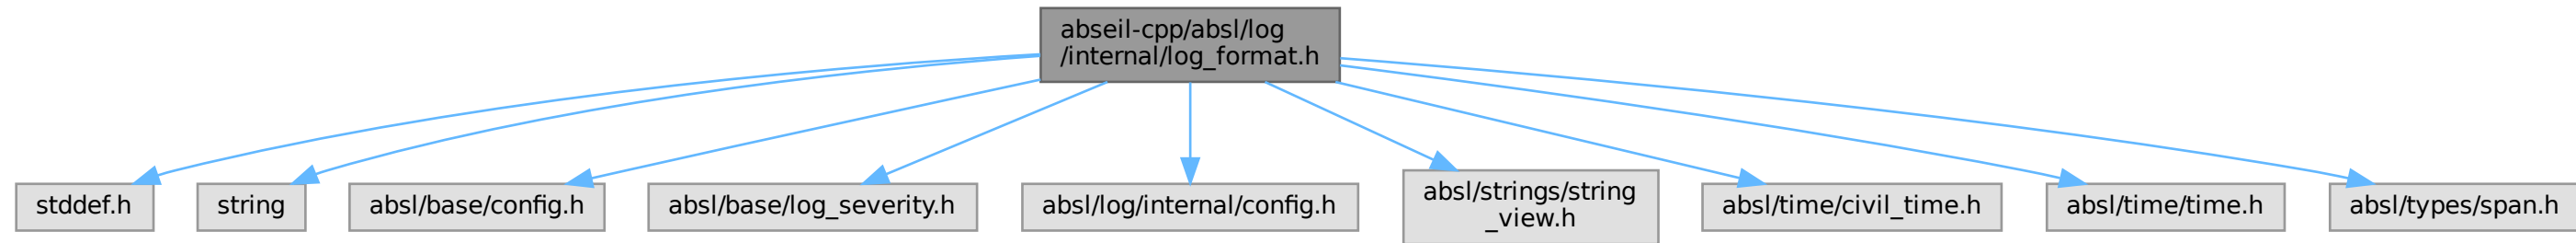 abseil-cpp/absl/log
/internal/log_format.h
stddef.h
string
absl/base/config.h
absl/base/log_severity.h
absl/log/internal/config.h
absl/strings/string
_view.h
absl/time/civil_time.h
absl/time/time.h
absl/types/span.h